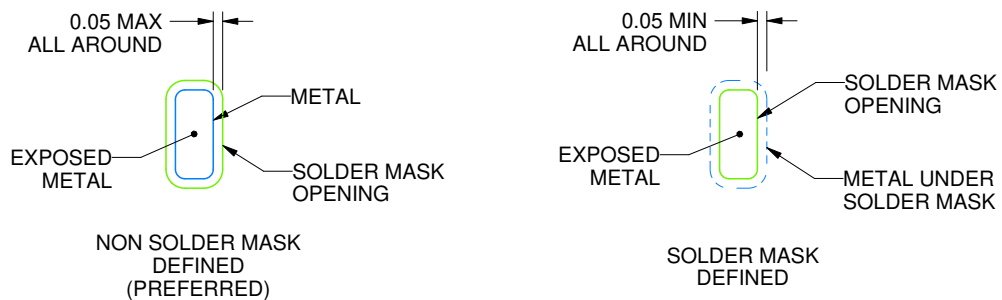 0.05 MAX
ALL AROUND
METAL
EXPOSED
METAL
SOLDER MASK
OPENING
NON SOLDER MASK
DEFINED
(PREFERRED)
0.05 MIN
ALL AROUND
SOLDER MASK
OPENING
EXPOSED
METAL
METAL UNDER
SOLDER MASK
SOLDER MASK
DEFINED